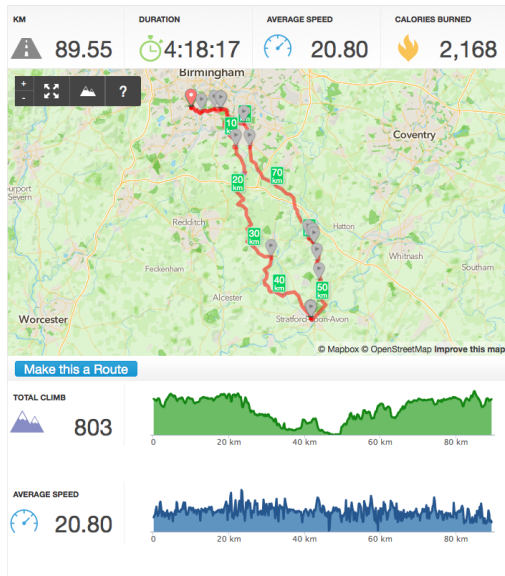 KM
DURATION
AVERAGE SPEED
CALORIES BURNED
89.55
4:18:17
20.80
2,168
+
-
?
Birmingham
km
10
Coventry
70
km
20
km
Redditch
Hatton
30
km
Whitnash
Feckenham
Southam
40
km
50
km
Alcester
Worcester
Stratford-upon-Avon
© Mapbox © OpenStreetMap Improve this map
Make this a Route
TOTAL CLIMB
803
0 20 km 40 km 60 km 80 km
AVERAGE SPEED
20.80
0 20 km 40 km 60 km 80 km